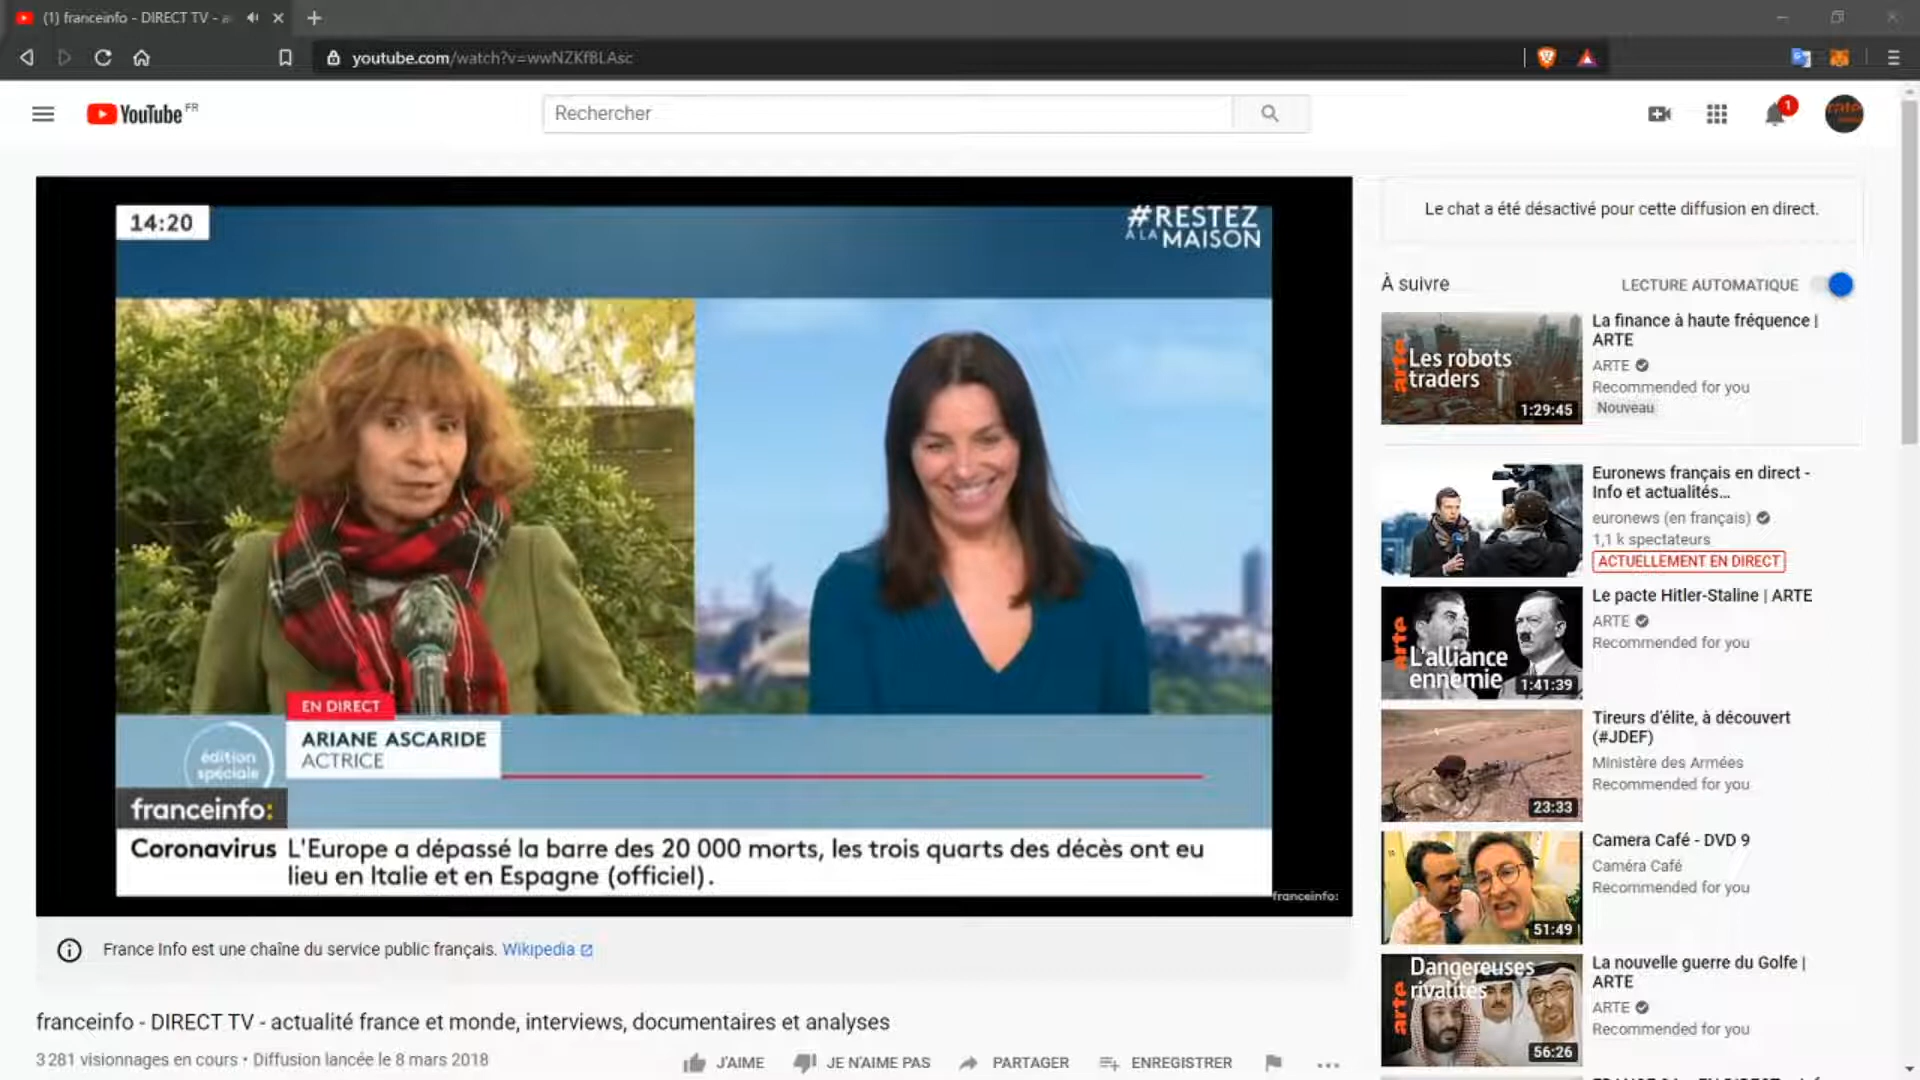 (1) franceinfo - DIRECT TV - a
youtube.com/watch?v=wwNZKfBLAsc
YouTube FR
Rechercher
1
14:20
#RESTEZ
À LA MAISON
EN DIRECT
ARIANE ASCARIDE
ACTRICE
édition
spéciale
franceinfo:
Coronavirus L'Europe a dépassé la barre des 20 000 morts, les trois quarts des décès ont eu
lieu en Italie et en Espagne (officiel).
franceinfo:
France Info est une chaîne du service public français. Wikipedia
franceinfo - DIRECT TV - actualité france et monde, interviews, documentaires et analyses
3 281 visionnages en cours • Diffusion lancée le 8 mars 2018
J'AIME
JE N'AIME PAS
PARTAGER
ENREGISTRER
Le chat a été désactivé pour cette diffusion en direct.
À suivre
LECTURE AUTOMATIQUE
arte
Les robots
traders
1:29:45
La finance à haute fréquence |
ARTE
ARTE
Recommended for you
Nouveau
Euronews français en direct -
Info et actualités...
euronews (en français)
1,1 k spectateurs
ACTUELLEMENT EN DIRECT
arte
L'alliance
ennemie
1:41:39
Le pacte Hitler-Staline | ARTE
ARTE
Recommended for you
23:33
Tireurs d'élite, à découvert
(#JDEF)
Ministère des Armées
Recommended for you
51:49
Camera Café - DVD 9
Caméra Café
Recommended for you
arte
Dangereuses
rivalités
56:26
La nouvelle guerre du Golfe |
ARTE
ARTE
Recommended for you